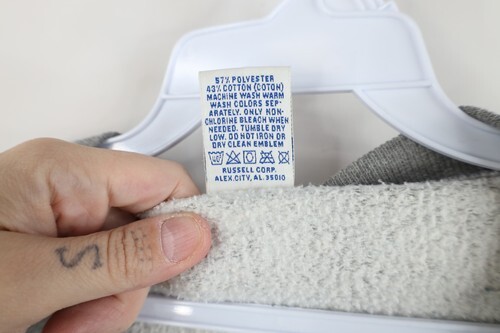 57% POLYESTER
43% COTTON (COTON)
MACHINE WASH WARM
WASH COLORS SEP-
ARATELY. ONLY NON-
CHLORINE BLEACH WHEN
NEEDED. TUMBLE DRY
LOW. DO NOT IRON OR
DRY CLEAN EMBLEM
RUSSELL CORP.
ALEX.CITY, AL. 35010